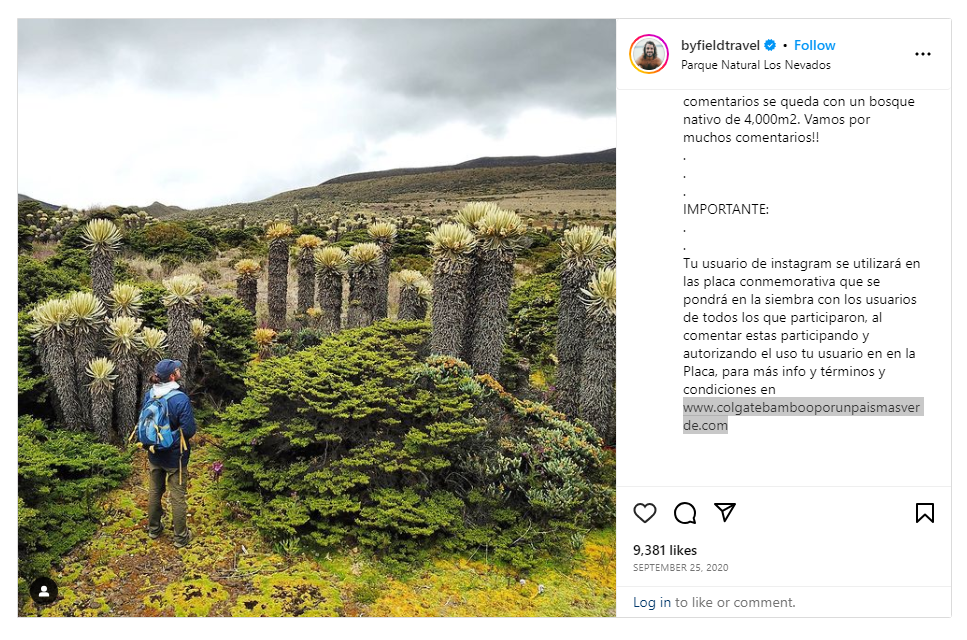 byfieldtravel • Follow
Parque Natural Los Nevados
comentarios se queda con un bosque
nativo de 4,000m2. Vamos por
muchos comentarios!!
.
.
.
IMPORTANTE:
.
.
Tu usuario de instagram se utilizará en
las placa conmemorativa que se
pondrá en la siembra con los usuarios
de todos los que participaron, al
comentar estas participando y
autorizando el uso tu usuario en en la
Placa, para más info y términos y
condiciones en
www.colgatebambooporunpaismasver
de.com
9,381 likes
SEPTEMBER 25, 2020
Log in to like or comment.